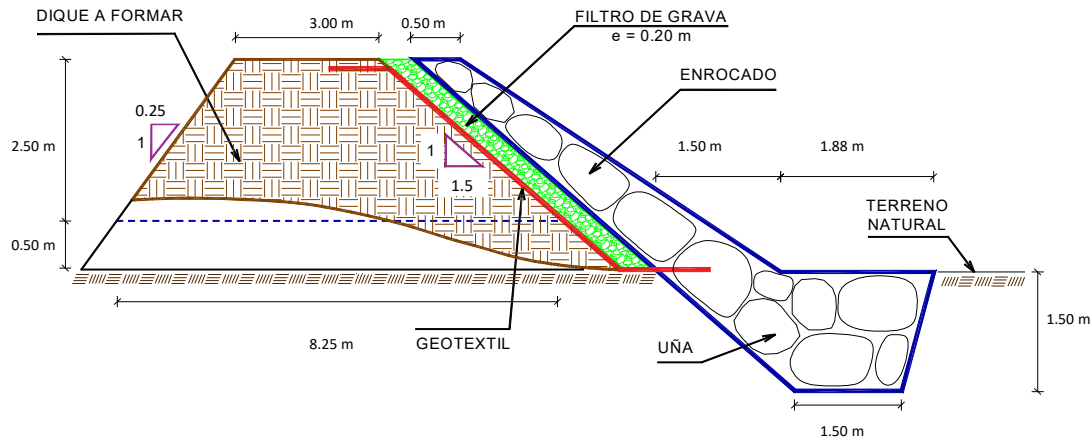 DIQUE A FORMAR
3.00 m
0.50 m
FILTRO DE GRAVA
e = 0.20 m
ENROCADO
0.25
1
2.50 m
1
1.5
1.50 m
1.88 m
TERRENO
NATURAL
0.50 m
GEOTEXTIL
8.25 m
UÑA
1.50 m
1.50 m